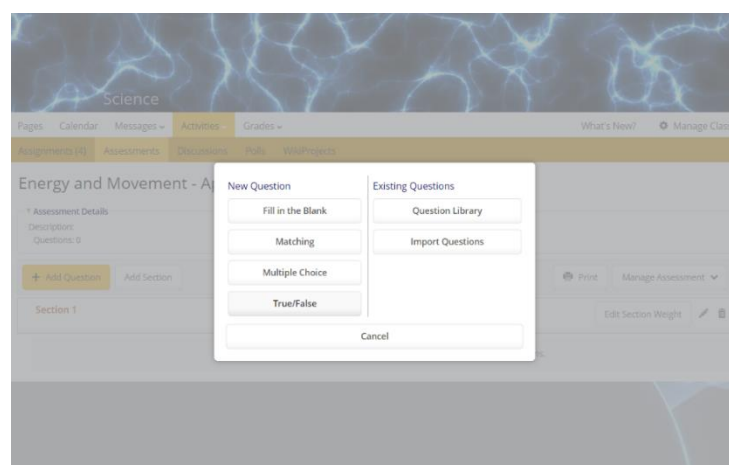 Science
Pages Calendar Messages Activities Grades What's New? Manage Clas
Assignments (4) Assessments Discussions Polls WikiProjects
Energy and Movement - A
* Assessment Details
Description:
Questions: 0
+ Add Question Add Section Print Manage Assessment
Section 1 Edit Section Weight
New Question
Fill in the Blank
Matching
Multiple Choice
True/False
Existing Questions
Question Library
Import Questions
Cancel